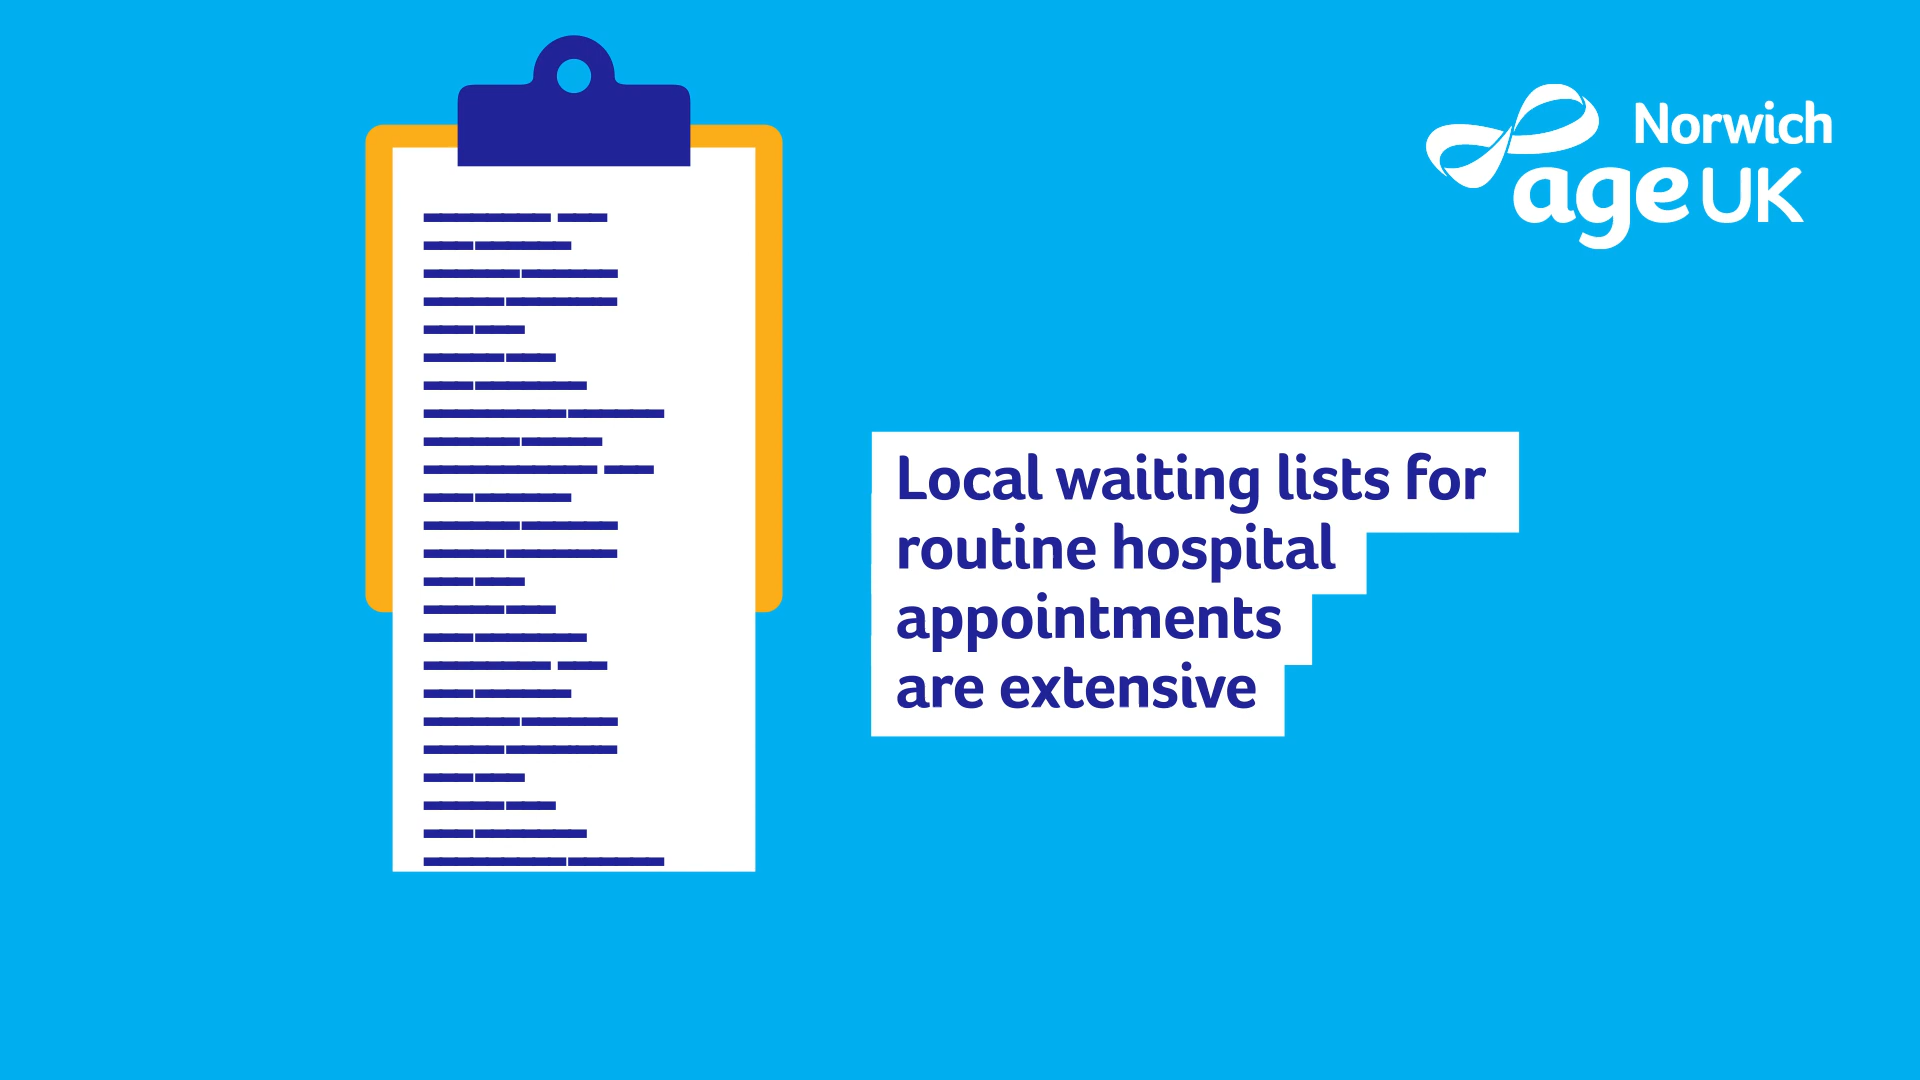 Norwich
age UK
Local waiting lists for
routine hospital
appointments
are extensive